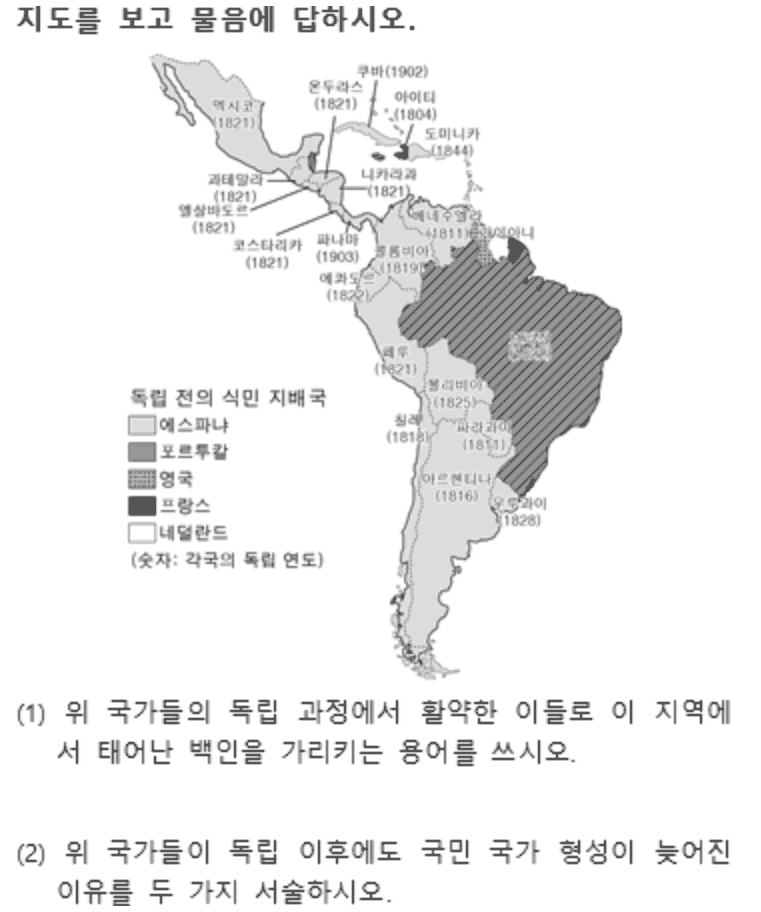 지도를 보고 물음에 답하시오.
쿠바(1902)
온두라스
(1821)
아이티
(1804)
멕시코
(1821)
도미니카
(1844)
과테말라
(1821)
니카라과
(1821)
엘살바도르
(1821)
코스타리카
(1821)
파나마
(1903)
베네수엘라
(1811)
콜롬비아
(1819)
에콰도르
(1822)
페루
(1821)
볼리비아
(1825)
칠레
(1818)
파라과이
(1811)
아르헨티나
(1816)
우루과이
(1828)
독립 전의 식민 지배국
에스파냐
포르투칼
영국
프랑스
네덜란드
(숫자: 각국의 독립 연도)
(1) 위 국가들의 독립 과정에서 활약한 이들로 이 지역에
서 태어난 백인을 가리키는 용어를 쓰시오.
(2) 위 국가들이 독립 이후에도 국민 국가 형성이 늦어진
이유를 두 가지 서술하시오.